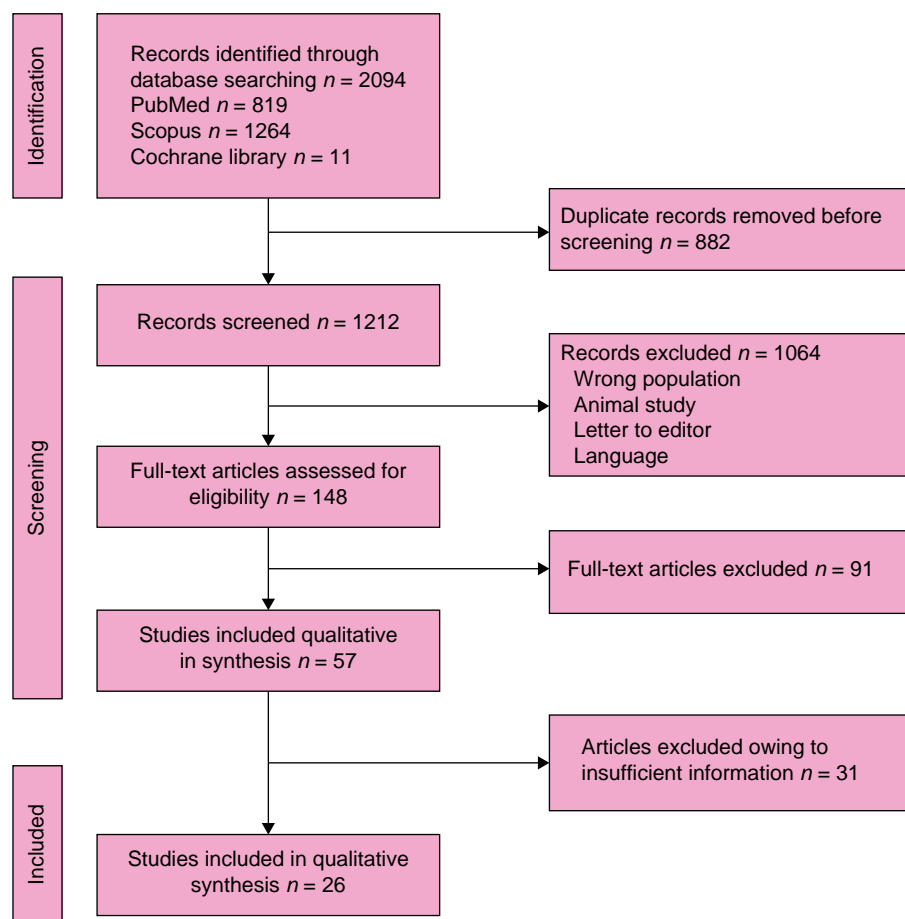 Identification
Records identified through
database searching n = 2094
PubMed n = 819
Scopus n = 1264
Cochrane library n = 11
Duplicate records removed before
screening n = 882
Screening
Records screened n = 1212
Records excluded n = 1064
Wrong population
Animal study
Letter to editor
Language
Full-text articles assessed for
eligibility n = 148
Full-text articles excluded n = 91
Studies included qualitative
in synthesis n = 57
Articles excluded owing to
insufficient information n = 31
Included
Studies included in qualitative
synthesis n = 26